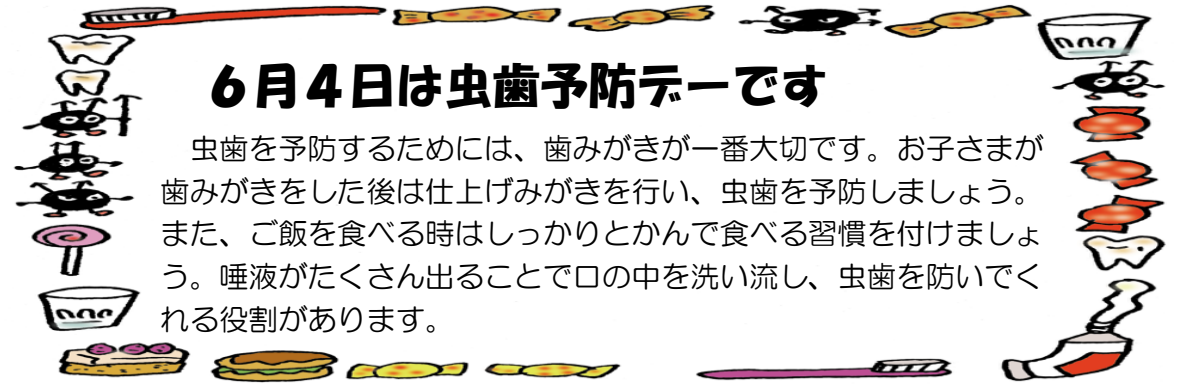 ６月４日は虫歯予防デーです
虫歯を予防するためには、歯みがきが一番大切です。お子さまが
歯みがきをした後は仕上げみがきを行い、虫歯を予防しましょう。
また、ご飯を食べる時はしっかりとかんで食べる習慣を付けましょ
う。唾液がたくさん出ることで口の中を洗い流し、虫歯を防いでく
れる役割があります。